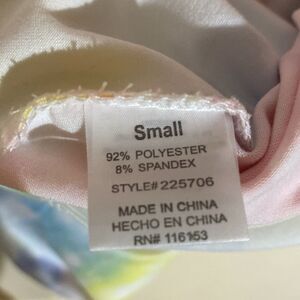 Small
92% POLYESTER
8% SPANDEX
STYLE# 225706
MADE IN CHINA
HECHO EN CHINA
RN# 116153